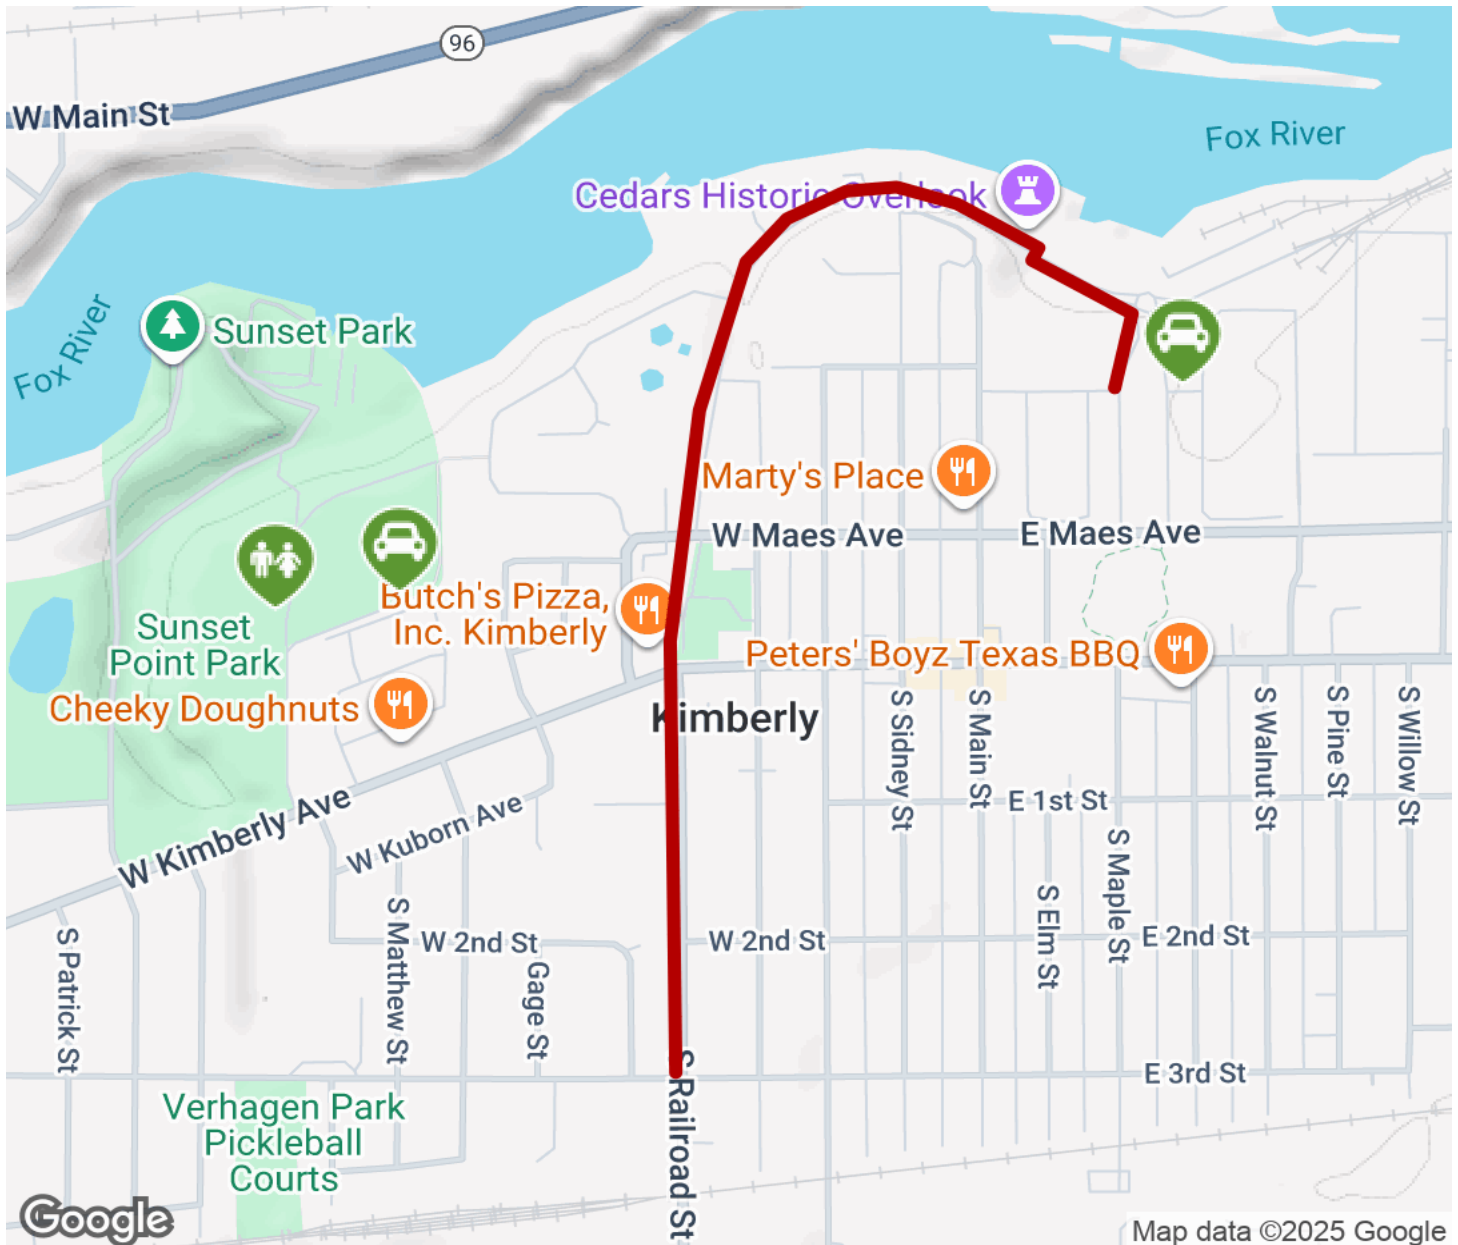 96
W Main St
Fox River
Cedars Historic Overlook
Fox River
Sunset Park
Marty's Place
W Maes Ave
E Maes Ave
Butch's Pizza,
Inc. Kimberly
Sunset
Point Park
Peters' Boyz Texas BBQ
Cheeky Doughnuts
Kimberly
S Sidney St
S Main St
S Walnut St
S Pine St
S Willow St
W Kimberly Ave
W Kuborn Ave
E 1st St
S Maple St
S Elm St
S Patrick St
S Matthew St
W 2nd St
Gage St
W 2nd St
E 2nd St
S Railroad St
E 3rd St
Verhagen Park
Pickleball
Courts
Google
Map data ©2025 Google